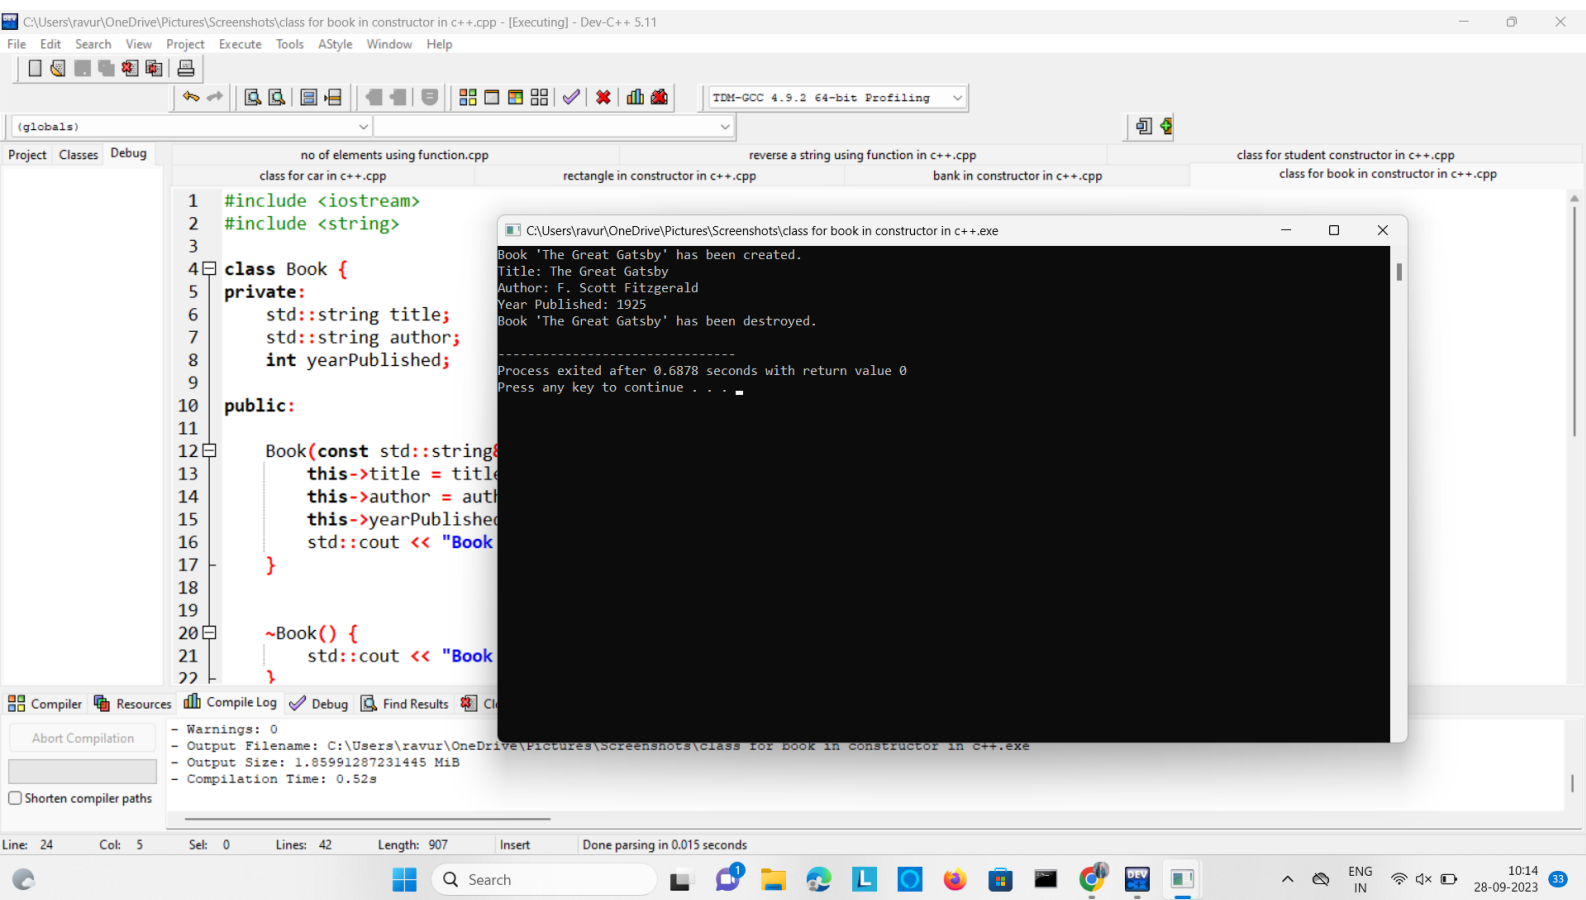 C:\Users\ravur\OneDrive\Pictures\Screenshots\class for book in constructor in c++.cpp - [Executing] - Dev-C++ 5.11
File Edit Search View Project Execute Tools AStyle Window Help
TDM-GCC 4.9.2 64-bit Profiling
(globals)
Project Classes Debug
no of elements using function.cpp reverse a string using function in c++.cpp class for student constructor in c++.cpp
class for car in c++.cpp rectangle in constructor in c++.cpp bank in constructor in c++.cpp class for book in constructor in c++.cpp
1 #include <iostream>
2 #include <string>
3
4 class Book {
5 private:
6 std::string title;
7 std::string author;
8 int yearPublished;
9
10 public:
11
12 Book(const std::string&
13 this->title = title
14 this->author = auth
15 this->yearPublished
16 std::cout << "Book
17 }
18
19
20 ~Book() {
21 std::cout << "Book
22 }
C:\Users\ravur\OneDrive\Pictures\Screenshots\class for book in constructor in c++.exe
Book 'The Great Gatsby' has been created.
Title: The Great Gatsby
Author: F. Scott Fitzgerald
Year Published: 1925
Book 'The Great Gatsby' has been destroyed.
--------------------------------
Process exited after 0.6878 seconds with return value 0
Press any key to continue . . .
Compiler Resources Compile Log Debug Find Results Cl
Abort Compilation
Shorten compiler paths
- Warnings: 0
- Output Filename: C:\Users\ravur\OneDrive\Pictures\Screenshots\class for book in constructor in c++.exe
- Output Size: 1.85991287231445 MiB
- Compilation Time: 0.52s
Line: 24 Col: 5 Sel: 0 Lines: 42 Length: 907 Insert Done parsing in 0.015 seconds
Search
1
L
DEV
ENG
IN
10:14
28-09-2023
33